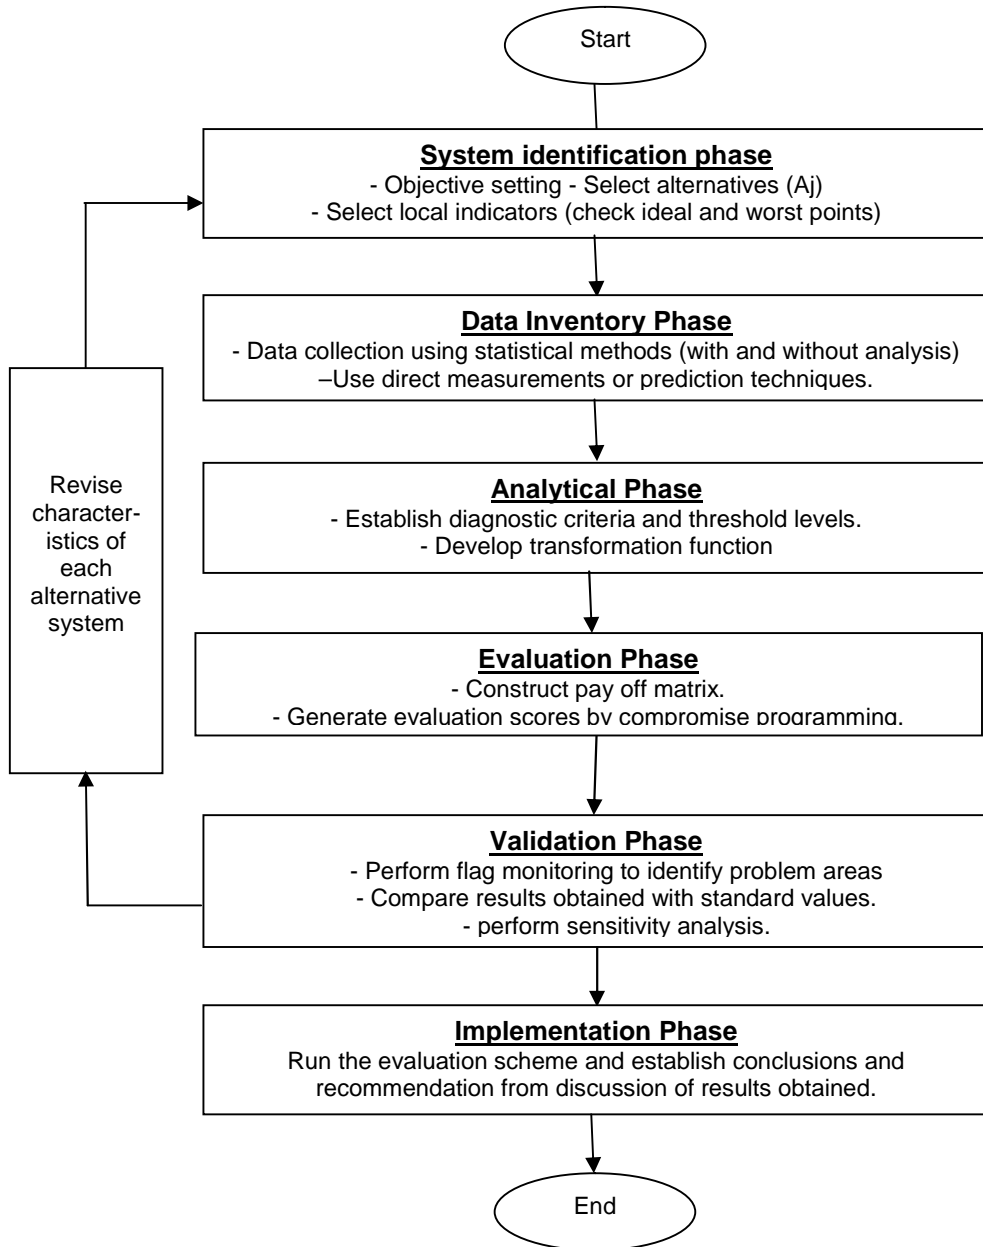 Start
System identification phase
- Objective setting - Select alternatives (Aj)
- Select local indicators (check ideal and worst points)
Data Inventory Phase
- Data collection using statistical methods (with and without analysis)
–Use direct measurements or prediction techniques.
Analytical Phase
- Establish diagnostic criteria and threshold levels.
- Develop transformation function
Revise
character-
istics of
each
alternative
system
Evaluation Phase
- Construct pay off matrix.
- Generate evaluation scores by compromise programming.
Validation Phase
- Perform flag monitoring to identify problem areas
- Compare results obtained with standard values.
- perform sensitivity analysis.
Implementation Phase
Run the evaluation scheme and establish conclusions and
recommendation from discussion of results obtained.
End